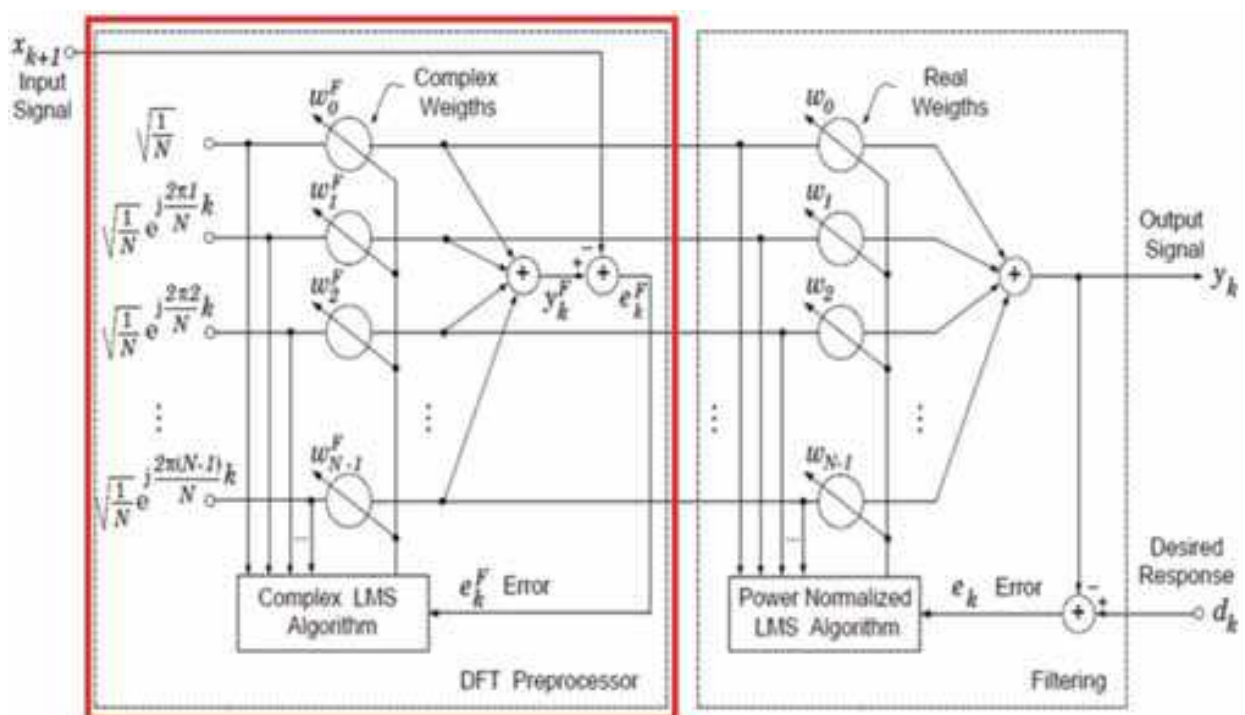 x_{k+1}
Input
Signal
√(1/N)
√(1/N) e^{j(2π1/N)k}
√(1/N) e^{j(2π2/N)k}
⋮
√(1/N) e^{j(2π(N-1)/N)k}
w_0^F
w_1^F
w_2^F
w_{N-1}^F
Complex
Weigths
+
y_k^F
+
−
+
e_k^F
⋮
...
Complex LMS
Algorithm
e_k^F Error
DFT Preprocessor
⋮
w_0
w_1
w_2
w_{N-1}
Real
Weigths
+
⋮
...
Output
Signal
y_k
Power Normalized
LMS Algorithm
e_k Error
−
+
+
Desired
Response
d_k
Filtering